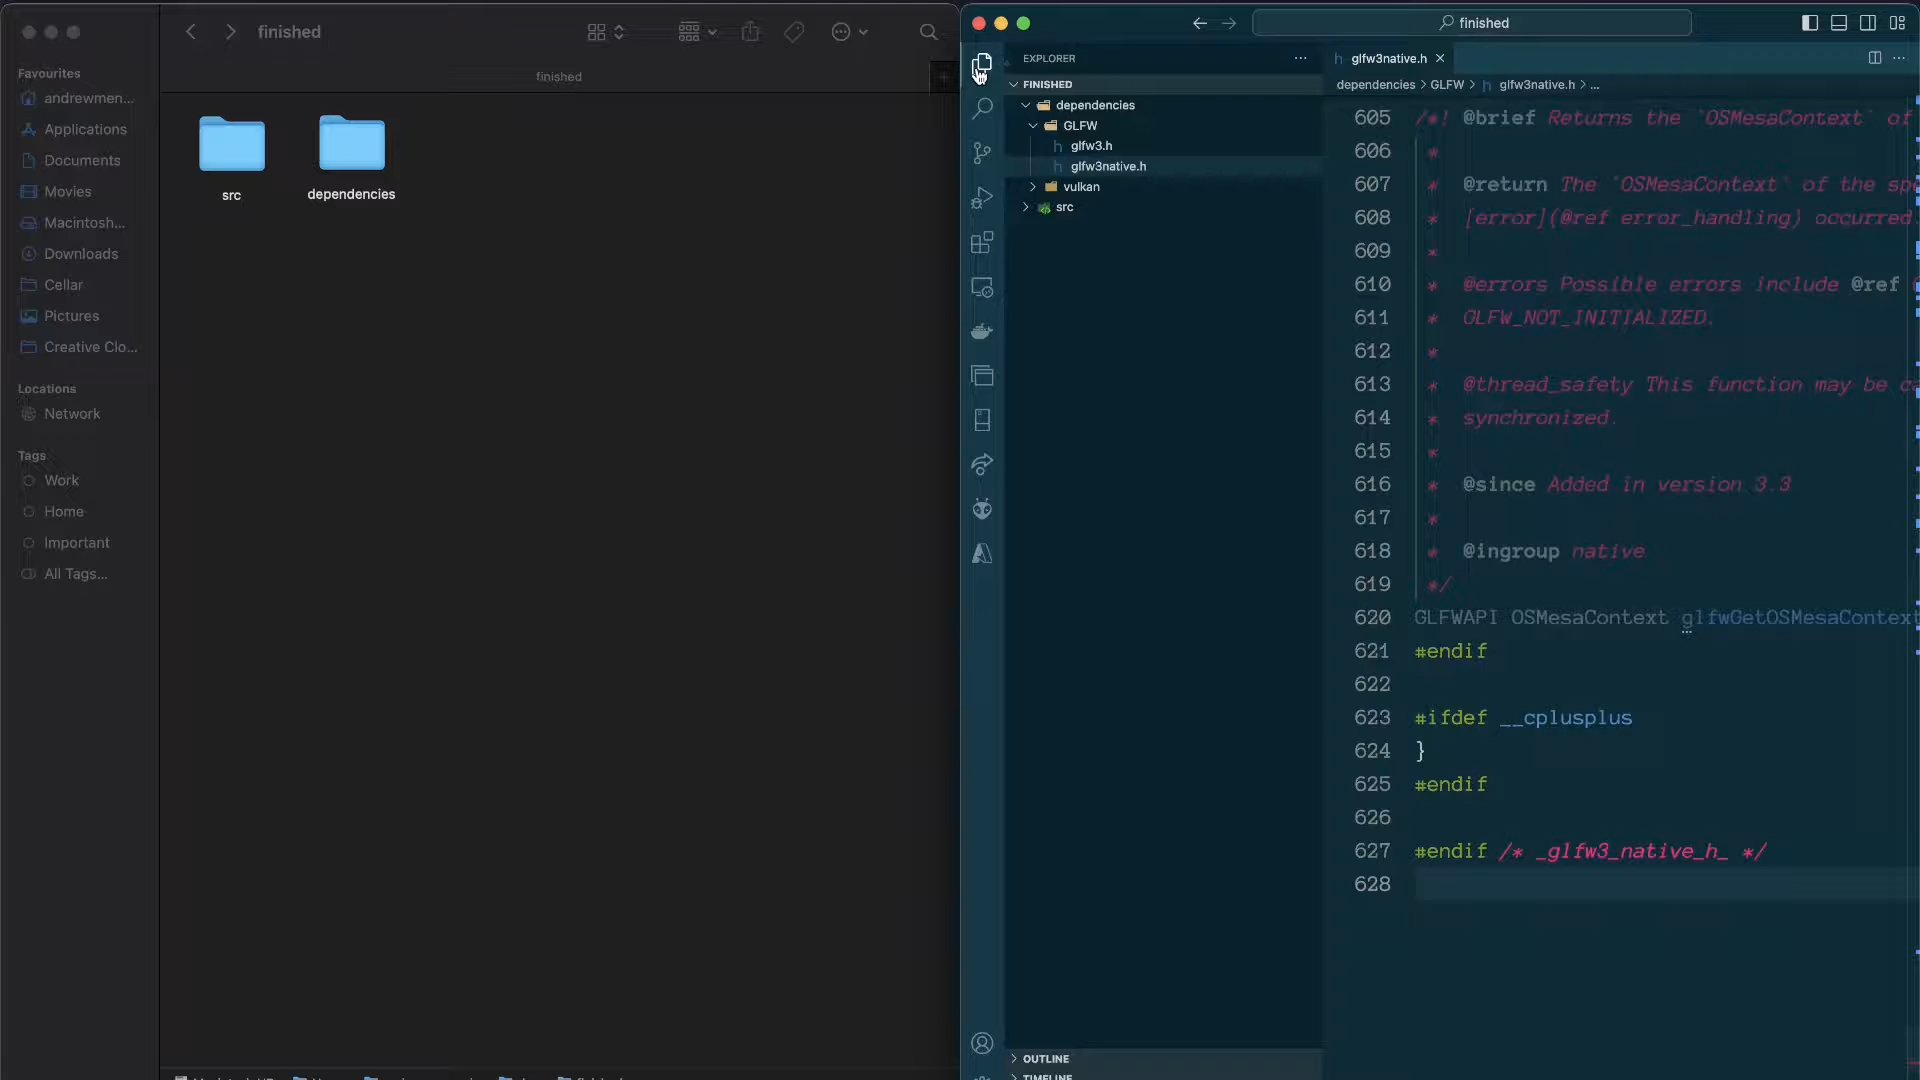 finished
finished
Favourites
andrewmen...
Applications
Documents
Movies
Macintosh...
Downloads
Cellar
Pictures
Creative Clo...
Locations
Network
Tags
Work
Home
Important
All Tags...
src
dependencies
finished
EXPLORER
FINISHED
dependencies
GLFW
glfw3.h
glfw3native.h
vulkan
src
OUTLINE
TIMELINE
glfw3native.h
dependencies > GLFW > h glfw3native.h > ...
605 /*! @brief Returns the `OSMesaContext` of
606 *
607 * @return The `OSMesaContext` of the
608 * [error](@ref error_handling) occurred.
609 *
610 * @errors Possible errors include @ref
611 * GLFW_NOT_INITIALIZED.
612 *
613 * @thread_safety This function may be
614 * synchronized.
615 *
616 * @since Added in version 3.3
617 *
618 * @ingroup native
619 */
620 GLFWAPI OSMesaContext glfwGetOSMesaContext
621 #endif
622
623 #ifdef __cplusplus
624 }
625 #endif
626
627 #endif /* _glfw3_native_h_ */
628